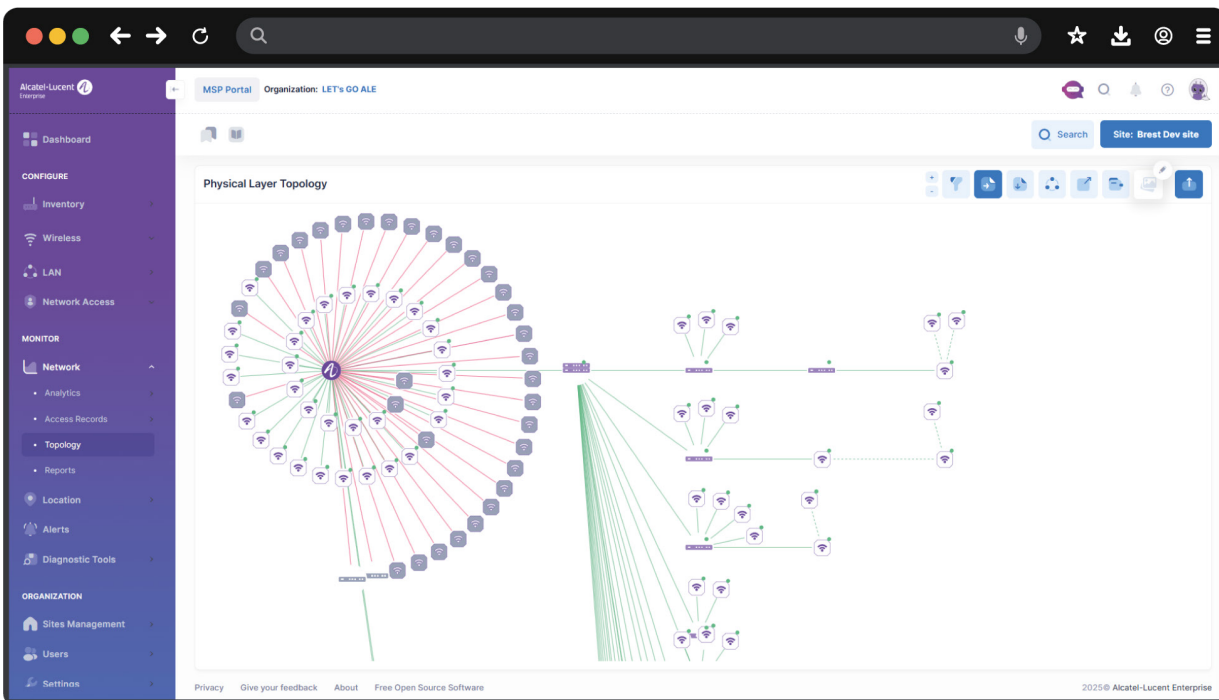 Alcatel-Lucent
Enterprise
MSP Portal
Organization: LET's GO ALE
Dashboard
Search
Site: Brest Dev site
CONFIGURE
Inventory
Wireless
LAN
Network Access
MONITOR
Network
• Analytics
• Access Records
• Topology
• Reports
Location
Alerts
Diagnostic Tools
ORGANIZATION
Sites Management
Users
Settings
Physical Layer Topology
+
-
Privacy
Give your feedback
About
Free Open Source Software
2025© Alcatel-Lucent Enterprise